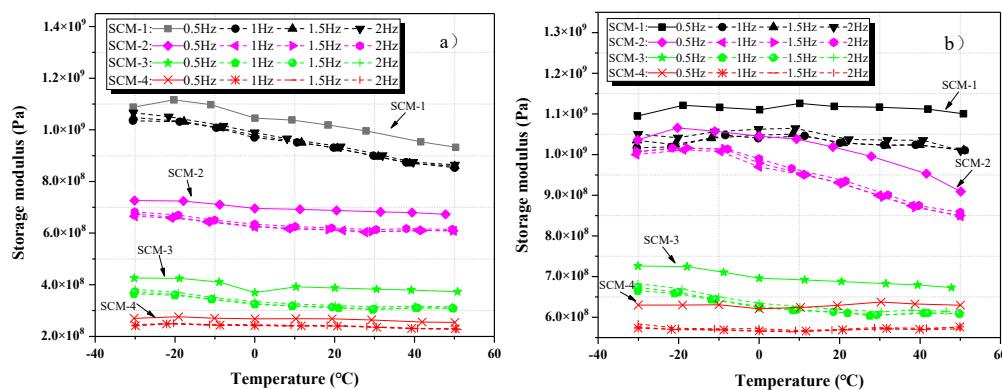 SCM-1: 0.5Hz 1Hz 1.5Hz 2Hz
SCM-2: 0.5Hz 1Hz 1.5Hz 2Hz
SCM-3: 0.5Hz 1Hz 1.5Hz 2Hz
SCM-4: 0.5Hz 1Hz 1.5Hz 2Hz
a）
1.4×10⁹
1.2×10⁹
1.1×10⁹
1.0×10⁹
8.0×10⁸
6.0×10⁸
4.0×10⁸
2.0×10⁸
Storage modulus (Pa)
SCM-1
SCM-2
SCM-3
SCM-4
-40 -20 0 20 40 60
Temperature (℃)
SCM-1: 0.5Hz 1Hz 1.5Hz 2Hz
SCM-2: 0.5Hz 1Hz 1.5Hz 2Hz
SCM-3: 0.5Hz 1Hz 1.5Hz 2Hz
SCM-4: 0.5Hz 1Hz 1.5Hz 2Hz
b）
1.3×10⁹
1.2×10⁹
1.1×10⁹
1.0×10⁹
9.0×10⁸
8.0×10⁸
6.7×10⁸
5.8×10⁸
Storage modulus (Pa)
SCM-1
SCM-2
SCM-3
SCM-4
-40 -20 0 20 40 60
Temperature (℃)